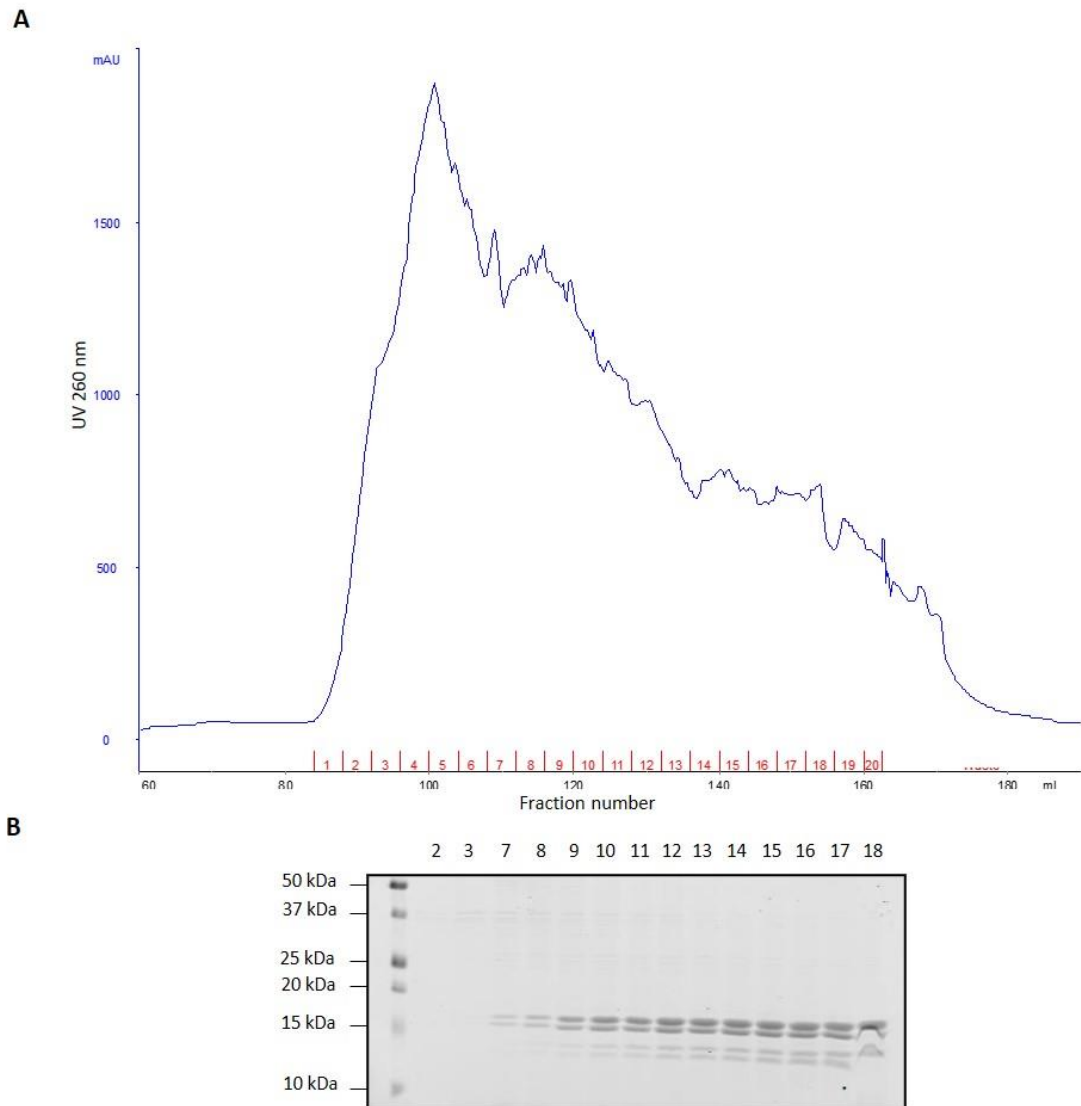 A
mAU
1500
1000
500
0
UV 260 nm
1 2 3 4 5 6 7 8 9 10 11 12 13 14 15 16 17 18 19 20
60 80 100 120 140 160 180 ml
Fraction number
B
2 3 7 8 9 10 11 12 13 14 15 16 17 18
50 kDa
37 kDa
25 kDa
20 kDa
15 kDa
10 kDa